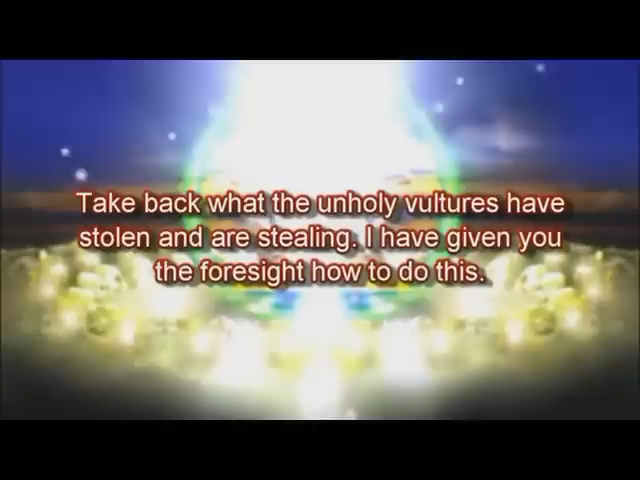 Take back what the unholy vultures have
stolen and are stealing. I have given you
the foresight how to do this.